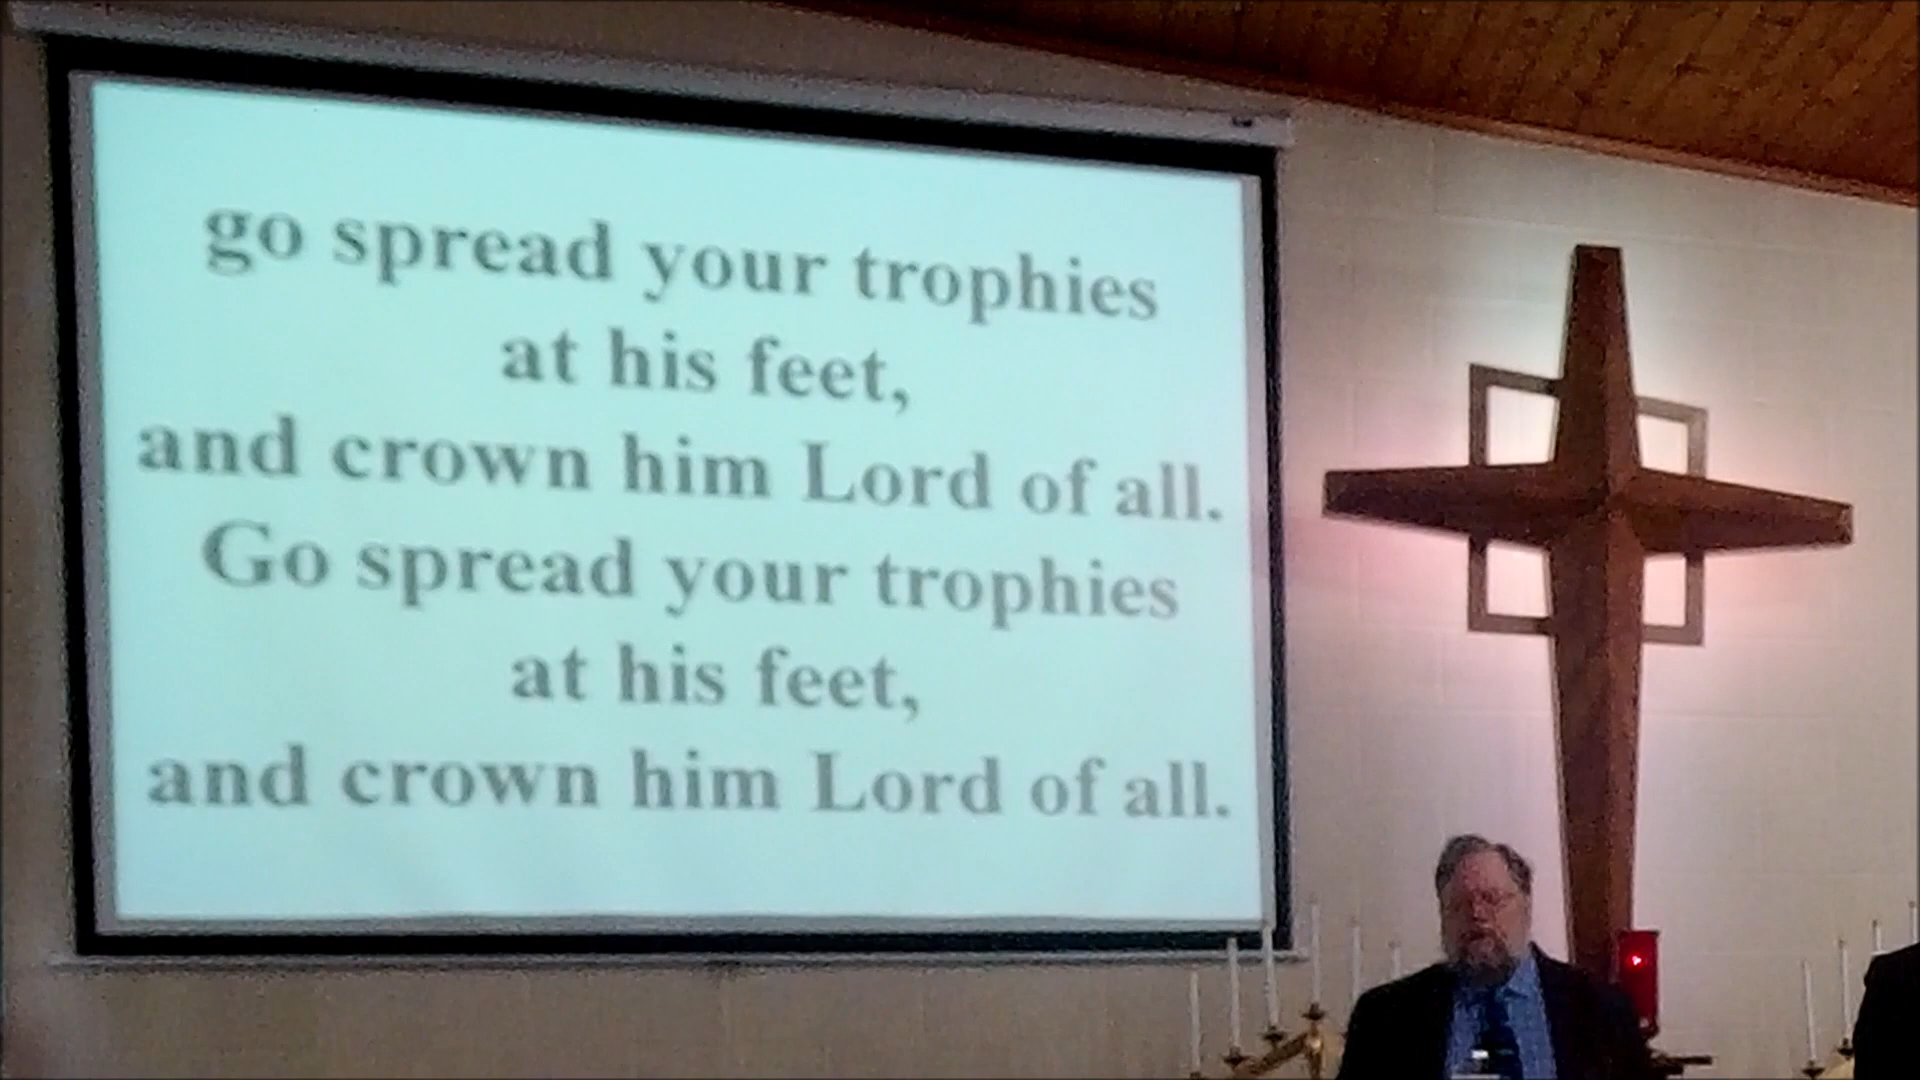 go spread your trophies
at his feet,
and crown him Lord of all.
Go spread your trophies
at his feet,
and crown him Lord of all.